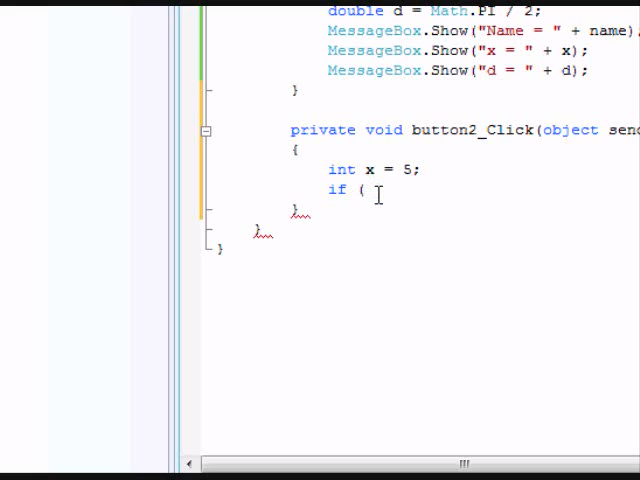 double d = Math.PI / 2;
MessageBox.Show("Name = " + name)
MessageBox.Show("x = " + x);
MessageBox.Show("d = " + d);
}
private void button2_Click(object send
{
int x = 5;
if (
}
}
}